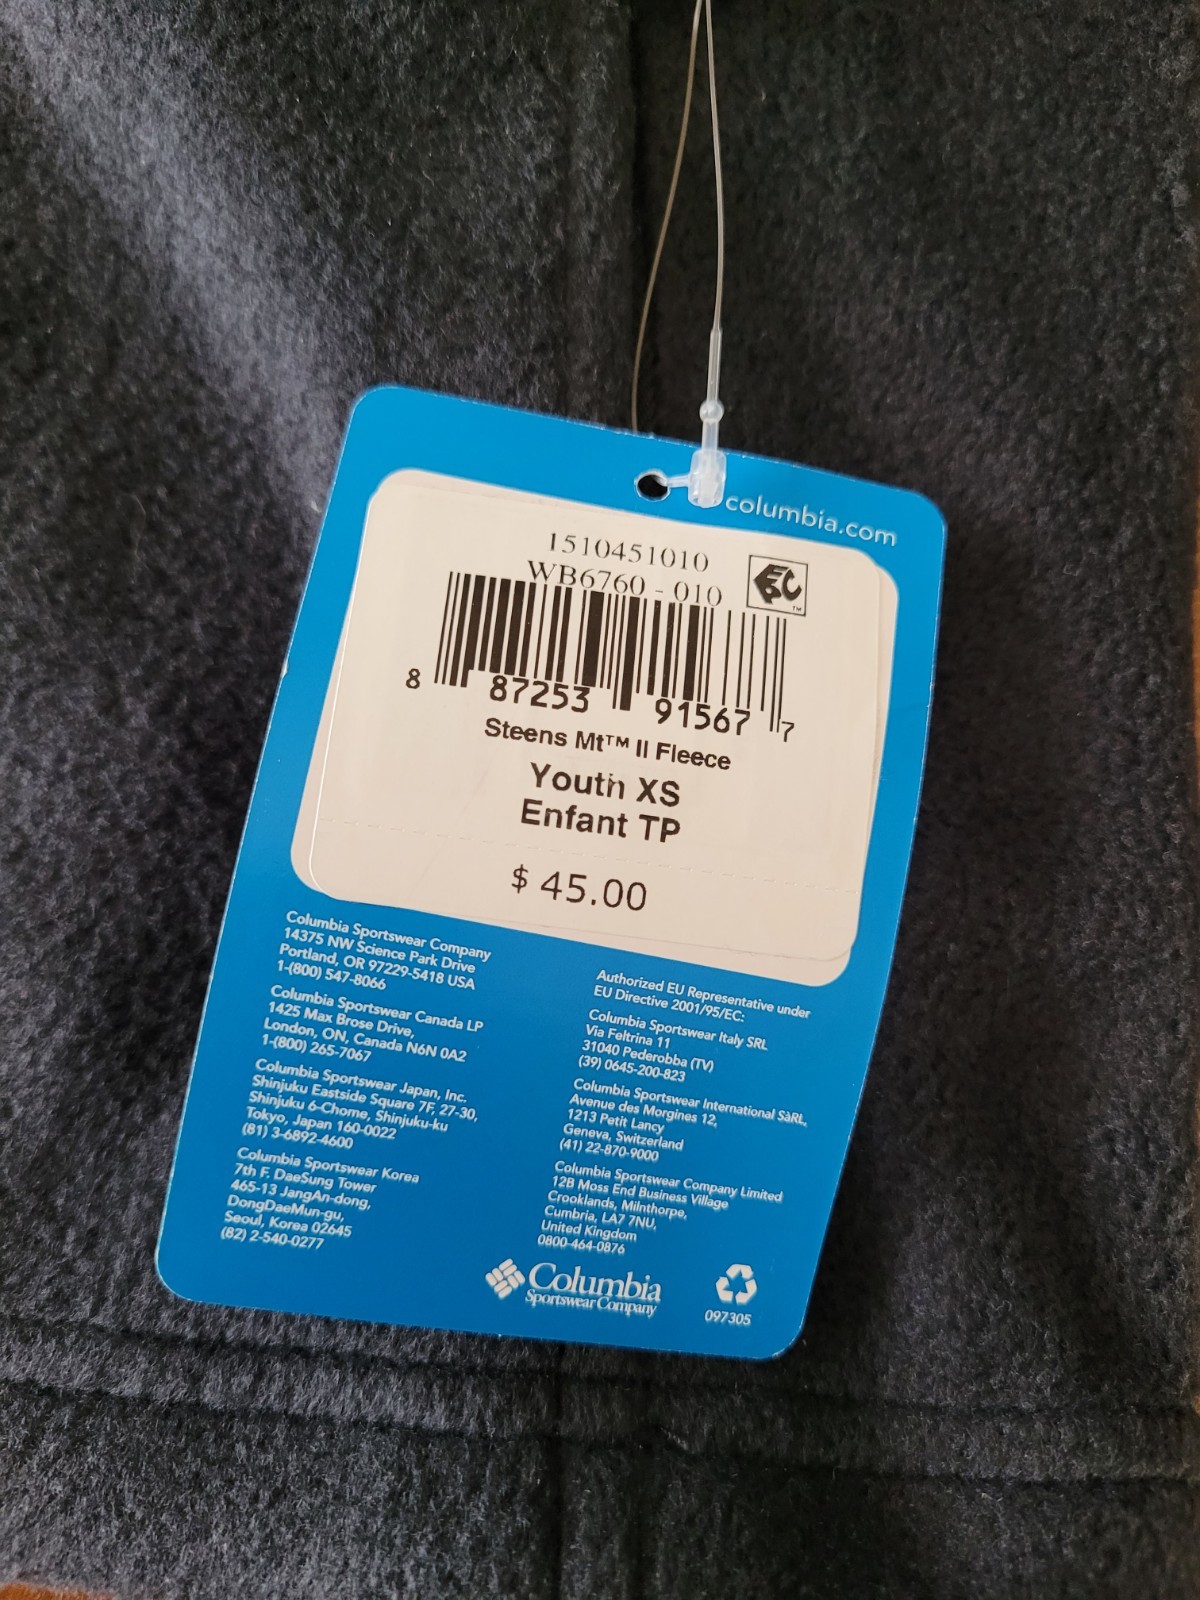 columbia.com
1510451010
WB6760 - 010
EPC
TM
8 87253 91567 7
Steens Mt™ II Fleece
Youth XS
Enfant TP
$ 45.00
Columbia Sportswear Company
14375 NW Science Park Drive
Portland, OR 97229-5418 USA
1-(800) 547-8066
Columbia Sportswear Canada LP
1425 Max Brose Drive,
London, ON, Canada N6N 0A2
1-(800) 265-7067
Columbia Sportswear Japan, Inc.
Shinjuku Eastside Square 7F, 27-30,
Shinjuku 6-Chome, Shinjuku-ku
Tokyo, Japan 160-0022
(81) 3-6892-4600
Columbia Sportswear Korea
7th F. DaeSung Tower
465-13 JangAn-dong,
DongDaeMun-gu,
Seoul, Korea 02645
(82) 2-540-0277
Authorized EU Representative under
EU Directive 2001/95/EC:
Columbia Sportswear Italy SRL
Via Feltrina 11
31040 Pederobba (TV)
(39) 0645-200-823
Columbia Sportswear International SàRL,
Avenue des Morgines 12,
1213 Petit Lancy
Geneva, Switzerland
(41) 22-870-9000
Columbia Sportswear Company Limited
12B Moss End Business Village
Crooklands, Milnthorpe,
Cumbria, LA7 7NU,
United Kingdom
0800-464-0876
Columbia
Sportswear Company
097305